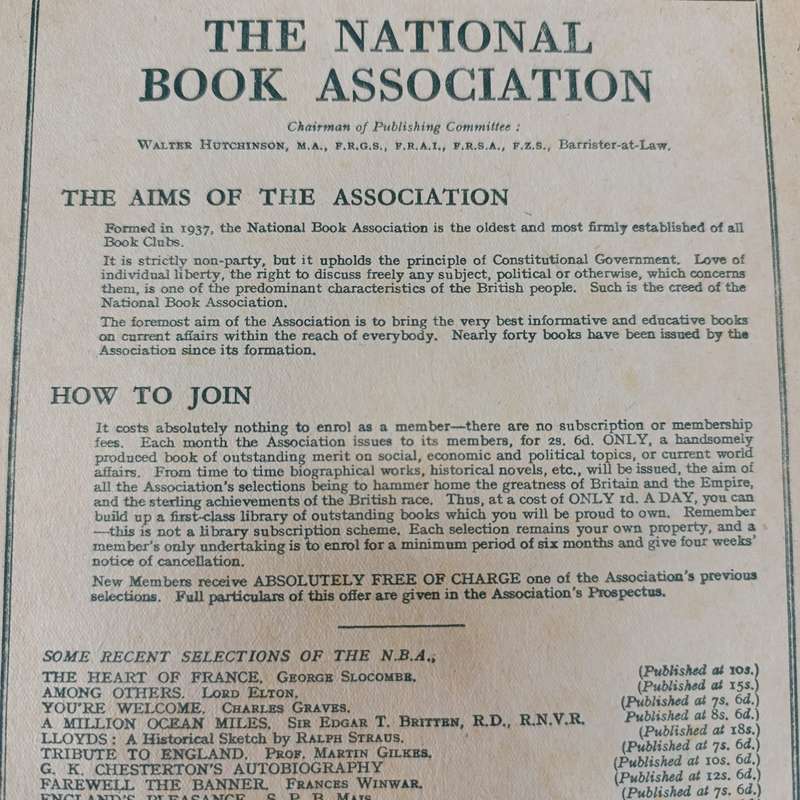 THE NATIONAL
BOOK ASSOCIATION
Chairman of Publishing Committee :
WALTER HUTCHINSON, M.A., F.R.G.S., F.R.A.I., F.R.S.A., F.Z.S., Barrister-at-Law.
THE AIMS OF THE ASSOCIATION
Formed in 1937, the National Book Association is the oldest and most firmly established of all
Book Clubs.
It is strictly non-party, but it upholds the principle of Constitutional Government. Love of
individual liberty, the right to discuss freely any subject, political or otherwise, which concerns
them, is one of the predominant characteristics of the British people. Such is the creed of the
National Book Association.
The foremost aim of the Association is to bring the very best informative and educative books
on current affairs within the reach of everybody. Nearly forty books have been issued by the
Association since its formation.
HOW TO JOIN
It costs absolutely nothing to enrol as a member—there are no subscription or membership
fees. Each month the Association issues to its members, for 2s. 6d. ONLY, a handsomely
produced book of outstanding merit on social, economic and political topics, or current world
affairs. From time to time biographical works, historical novels, etc., will be issued, the aim of
all the Association's selections being to hammer home the greatness of Britain and the Empire,
and the sterling achievements of the British race. Thus, at a cost of ONLY 1d. A DAY, you can
build up a first-class library of outstanding books which you will be proud to own. Remember
—this is not a library subscription scheme. Each selection remains your own property, and a
member's only undertaking is to enrol for a minimum period of six months and give four weeks'
notice of cancellation.
New Members receive ABSOLUTELY FREE OF CHARGE one of the Association's previous
selections. Full particulars of this offer are given in the Association's Prospectus.
SOME RECENT SELECTIONS OF THE N.B.A.,
THE HEART OF FRANCE. GEORGE SLOCOMBE. (Published at 10s.)
AMONG OTHERS. LORD ELTON. (Published at 15s.)
YOU'RE WELCOME. CHARLES GRAVES. (Published at 7s. 6d.)
A MILLION OCEAN MILES. SIR EDGAR T. BRITTEN, R.D., R.N.V.R. Published at 8s. 6d.)
LLOYDS : A Historical Sketch by RALPH STRAUS. (Published at 18s.)
TRIBUTE TO ENGLAND. PROF. MARTIN GILKES. (Published at 7s. 6d.)
G. K. CHESTERTON'S AUTOBIOGRAPHY (Published at 10s. 6d.)
FAREWELL THE BANNER. FRANCES WINWAR. (Published at 12s. 6d.)
ENGLAND'S PLEASANCE. S. P. B. MAIS. (Published at 7s. 6d.)